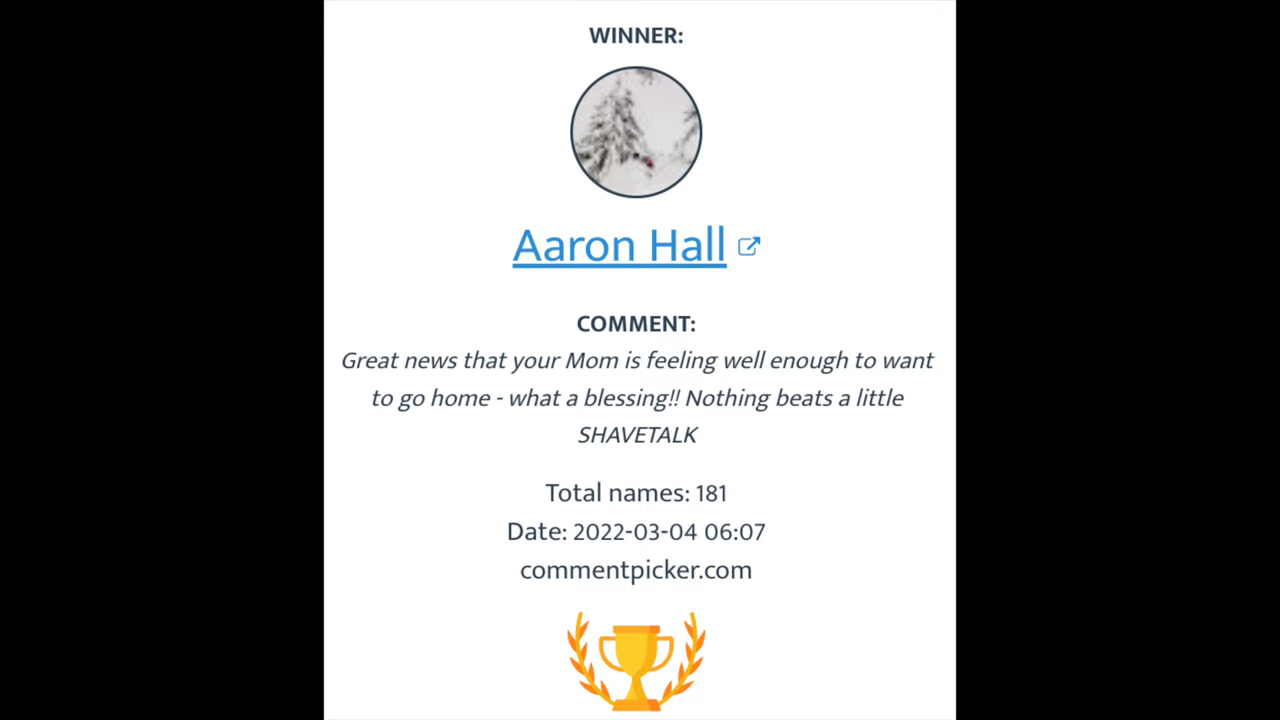 WINNER:
Aaron Hall
COMMENT:
Great news that your Mom is feeling well enough to want
to go home - what a blessing!! Nothing beats a little
SHAVETALK
Total names: 181
Date: 2022-03-04 06:07
commentpicker.com